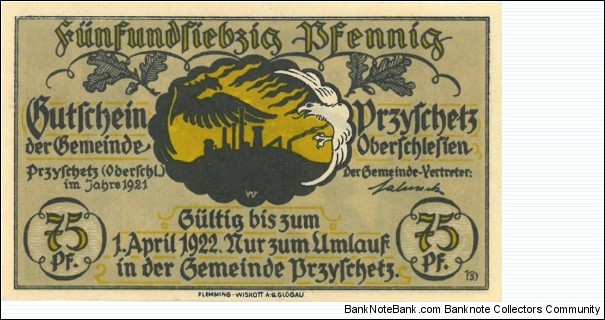 Fünfundsiebzig Pfennig
Gutschein Przyschetz
der Gemeinde Oberschlesien
Przyschetz (Oberschl.)
im Jahre 1921
Der Gemeinde-Vertreter:
W
Gültig bis zum
1. April 1922. Nur zum Umlauf
in der Gemeinde Przyschetz.
75
Pf.
75
Pf.
FLEMMING-WISKOTT A-G. GLOGAU
BankNoteBank.com Banknote Collectors Community